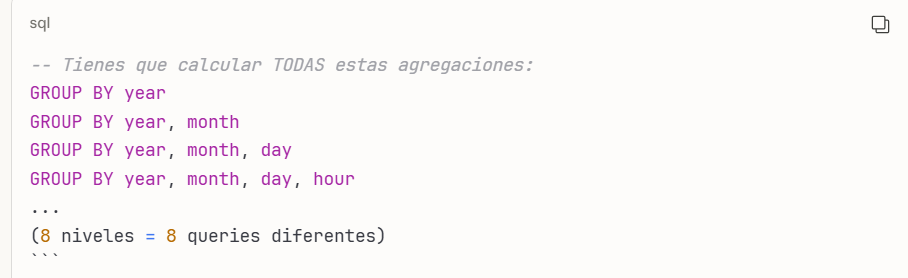 sql
-- Tienes que calcular TODAS estas agregaciones:
GROUP BY year
GROUP BY year, month
GROUP BY year, month, day
GROUP BY year, month, day, hour
...
(8 niveles = 8 queries diferentes)
```